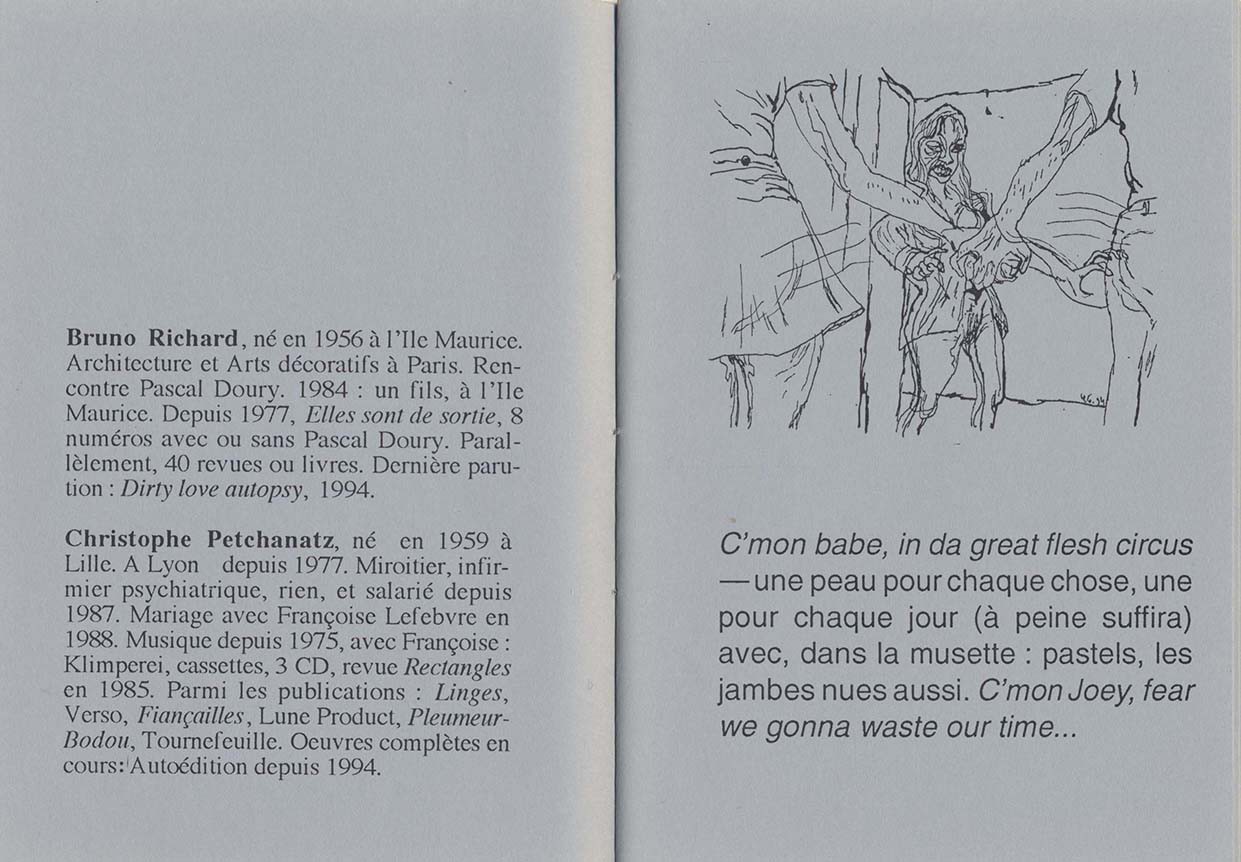 Bruno Richard, né en 1956 à l'Ile Maurice.
Architecture et Arts décoratifs à Paris. Ren-
contre Pascal Doury. 1984 : un fils, à l'Ile
Maurice. Depuis 1977, Elles sont de sortie, 8
numéros avec ou sans Pascal Doury. Paral-
lèlement, 40 revues ou livres. Dernière paru-
tion : Dirty love autopsy, 1994.
Christophe Petchanatz, né en 1959 à
Lille. A Lyon depuis 1977. Miroitier, infir-
mier psychiatrique, rien, et salarié depuis
1987. Mariage avec Françoise Lefebvre en
1988. Musique depuis 1975, avec Françoise :
Klimperei, cassettes, 3 CD, revue Rectangles
en 1985. Parmi les publications : Linges,
Verso, Fiançailles, Lune Product, Pleumeur-
Bodou, Tournefeuille. Oeuvres complètes en
cours: Autoédition depuis 1994.
C'mon babe, in da great flesh circus
—une peau pour chaque chose, une
pour chaque jour (à peine suffira)
avec, dans la musette : pastels, les
jambes nues aussi. C'mon Joey, fear
we gonna waste our time...